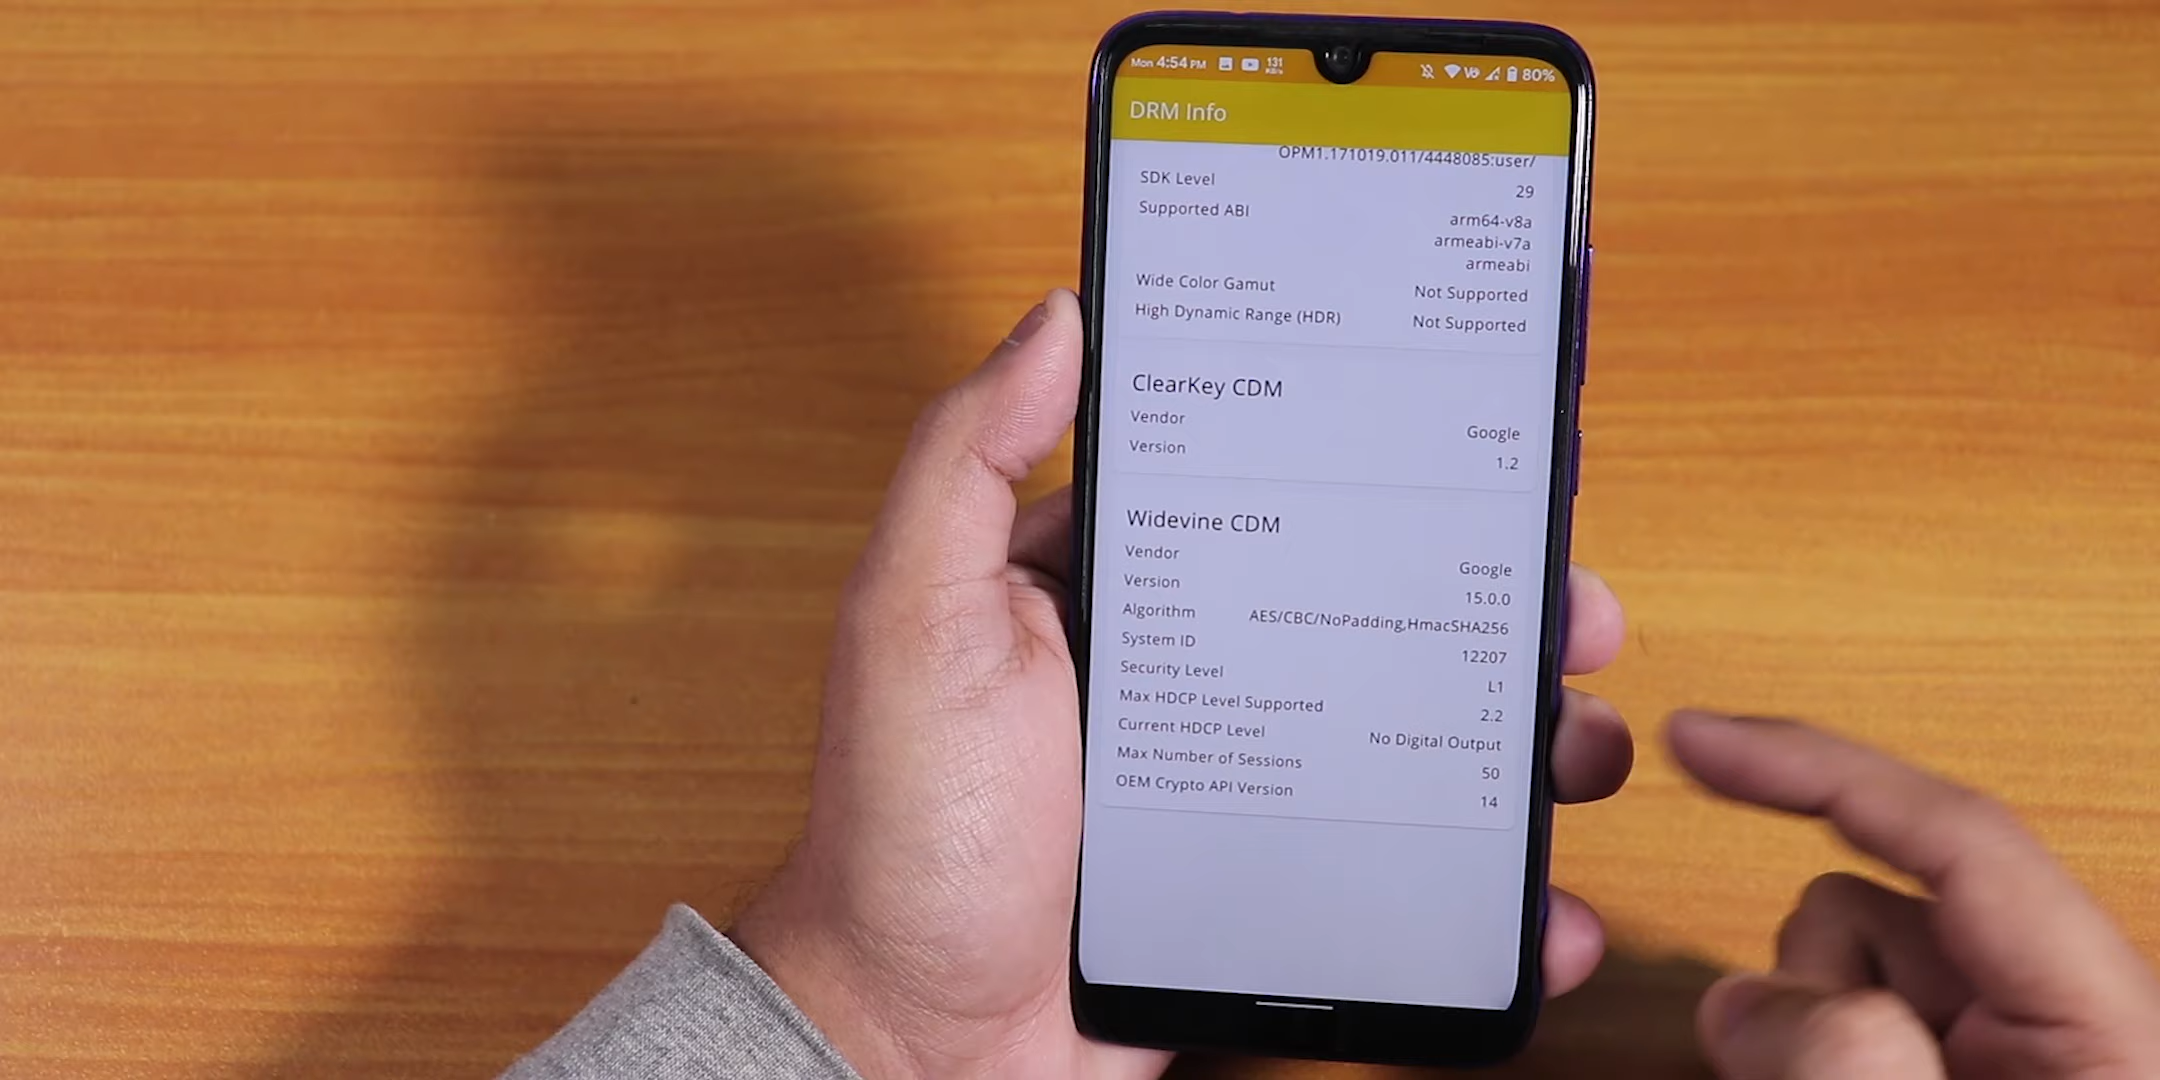 Mon 4:54 PM 131 KB/s 80%
DRM Info
OPM1.171019.011/4448085:user/
SDK Level 29
Supported ABI arm64-v8a
armeabi-v7a
armeabi
Wide Color Gamut Not Supported
High Dynamic Range (HDR) Not Supported
ClearKey CDM
Vendor Google
Version 1.2
Widevine CDM
Vendor Google
Version 15.0.0
Algorithm AES/CBC/NoPadding,HmacSHA256
System ID 12207
Security Level L1
Max HDCP Level Supported 2.2
Current HDCP Level No Digital Output
Max Number of Sessions 50
OEM Crypto API Version 14